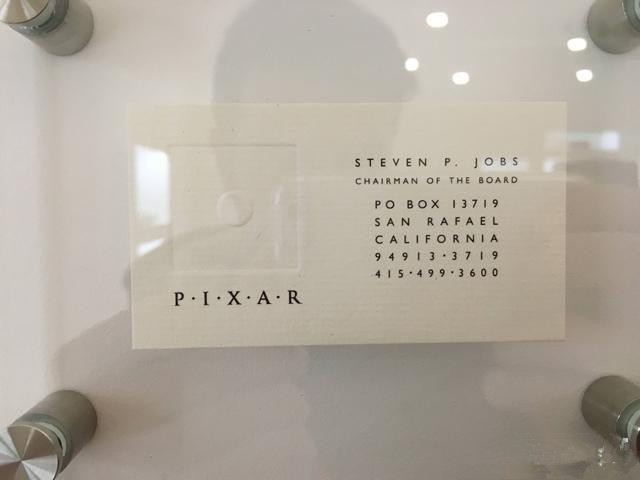 STEVEN P. JOBS
CHAIRMAN OF THE BOARD
PO BOX 13719
SAN RAFAEL
CALIFORNIA
94913·3719
415·499·3600
P·I·X·A·R